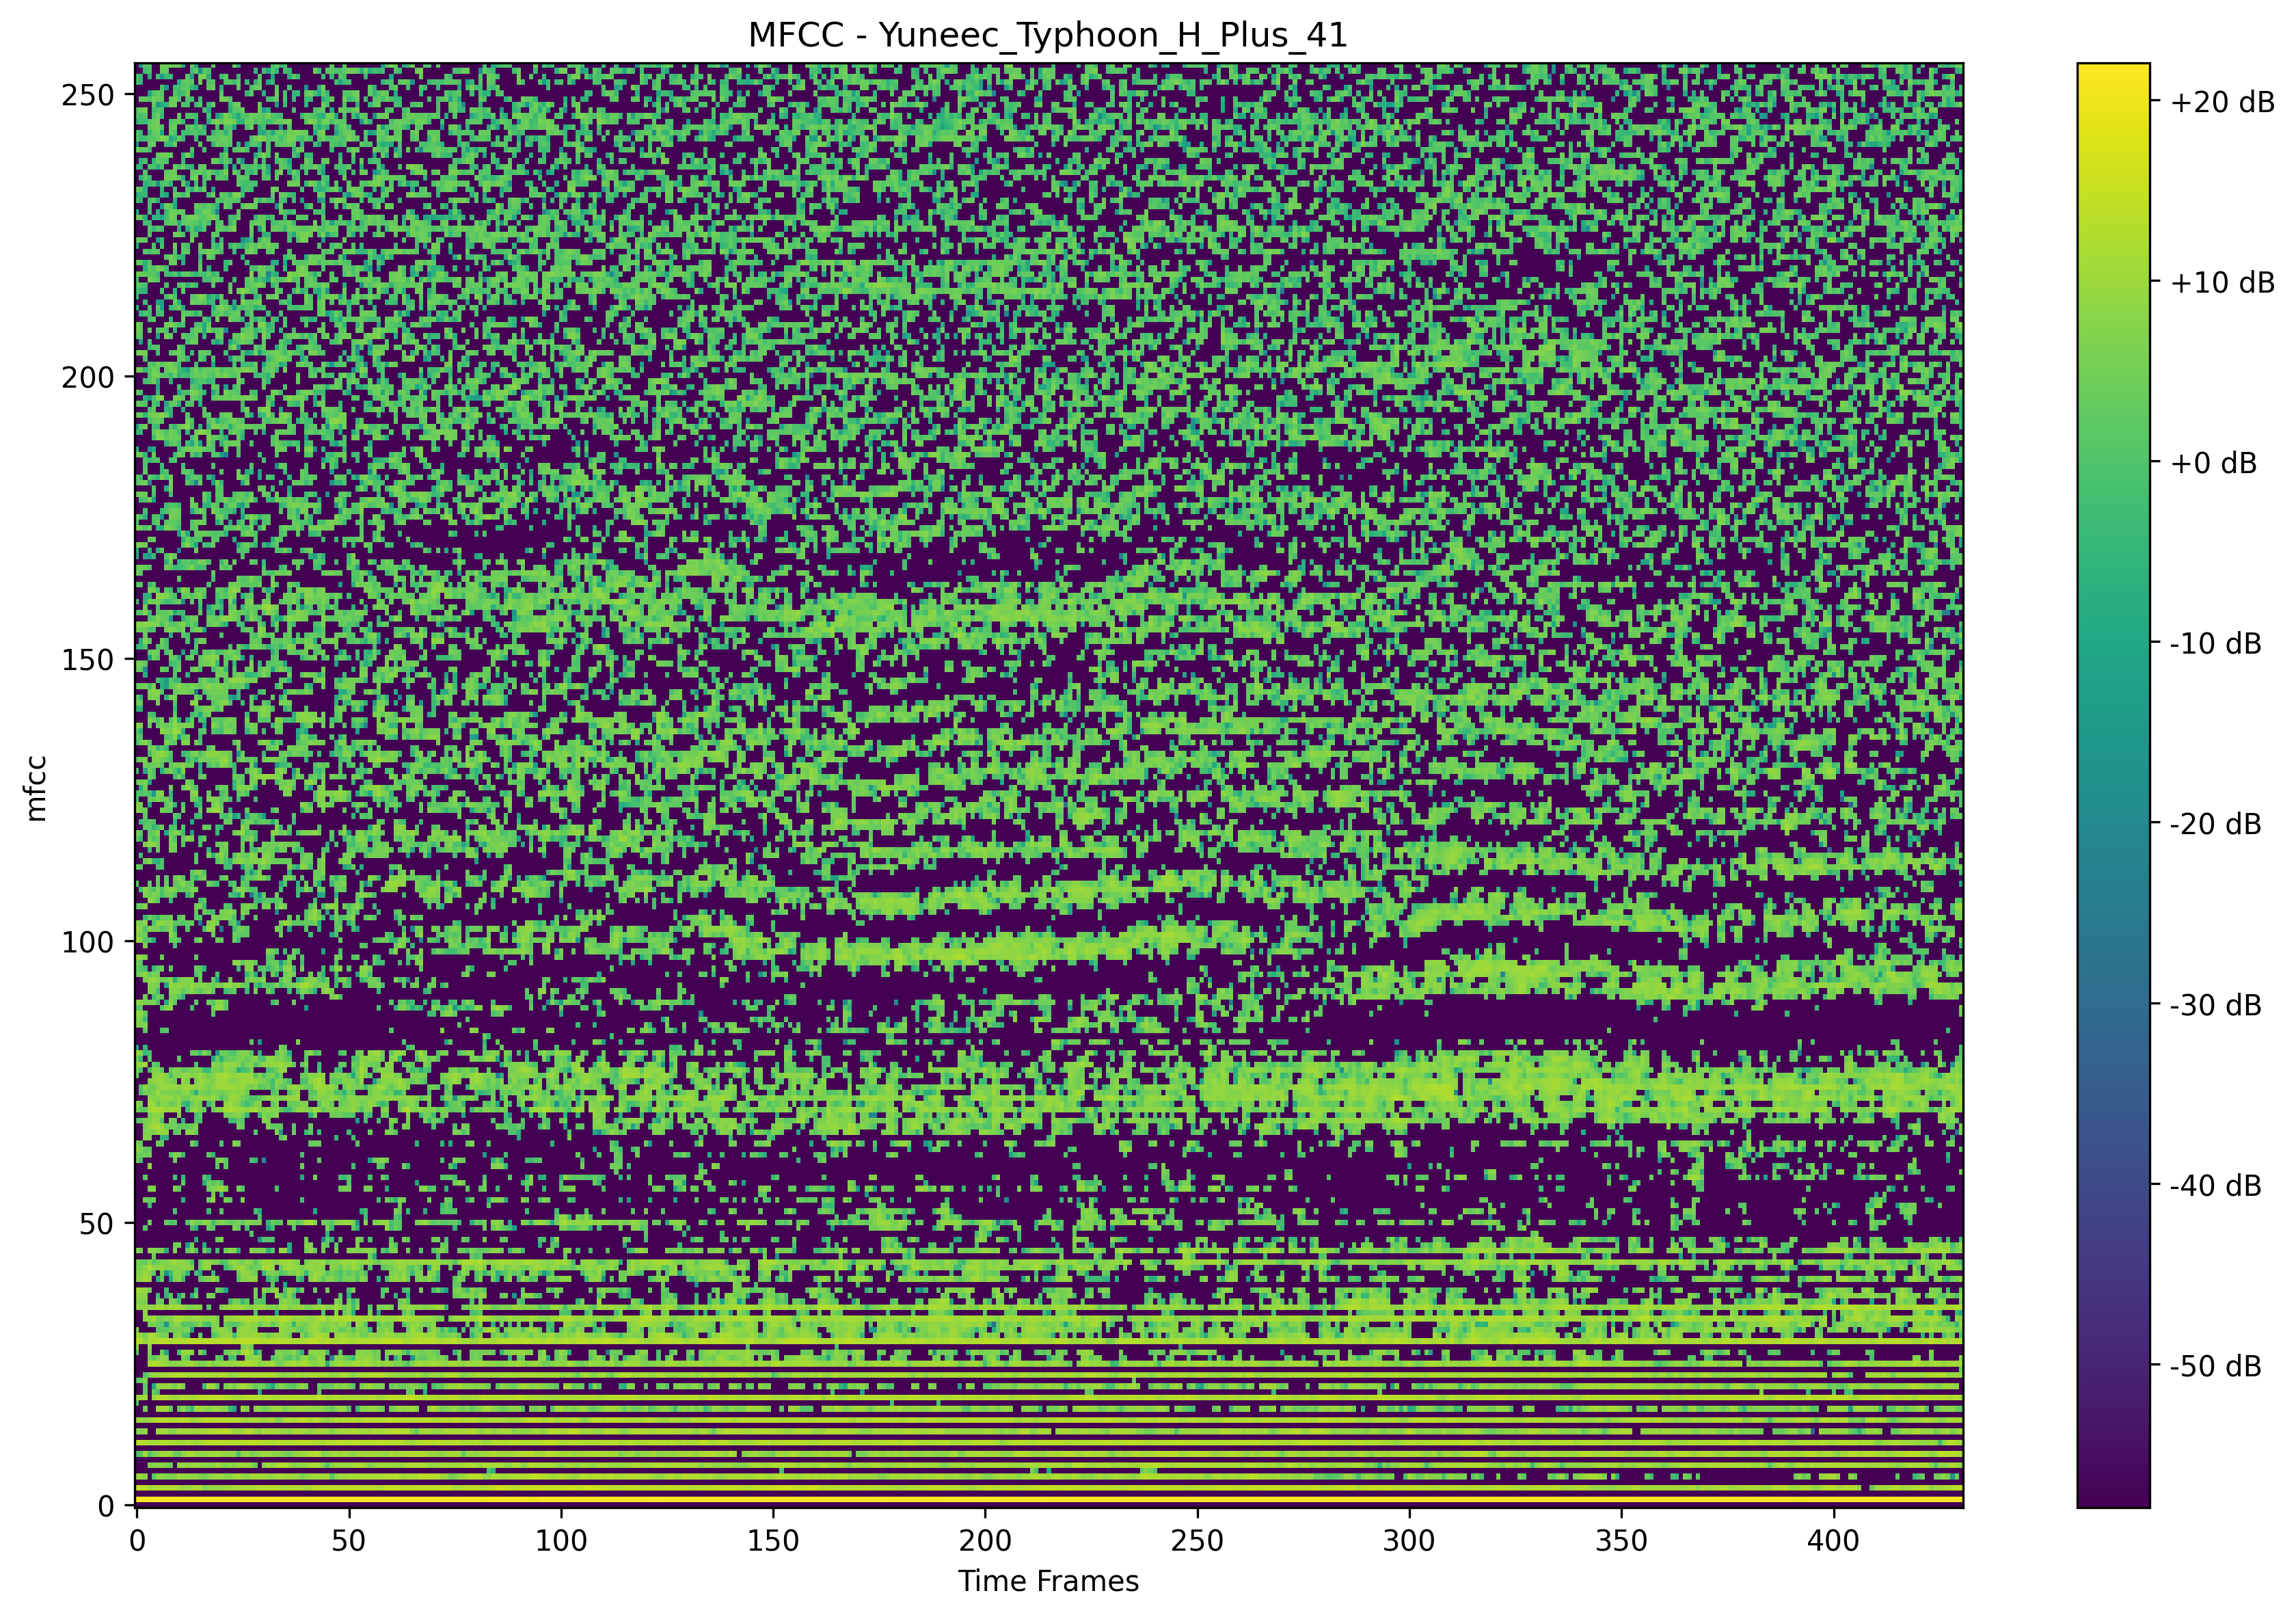 MFCC - Yuneec_Typhoon_H_Plus_41
250
200
150
100
50
0
mfcc
0 50 100 150 200 250 300 350 400
Time Frames
+20 dB
+10 dB
+0 dB
-10 dB
-20 dB
-30 dB
-40 dB
-50 dB